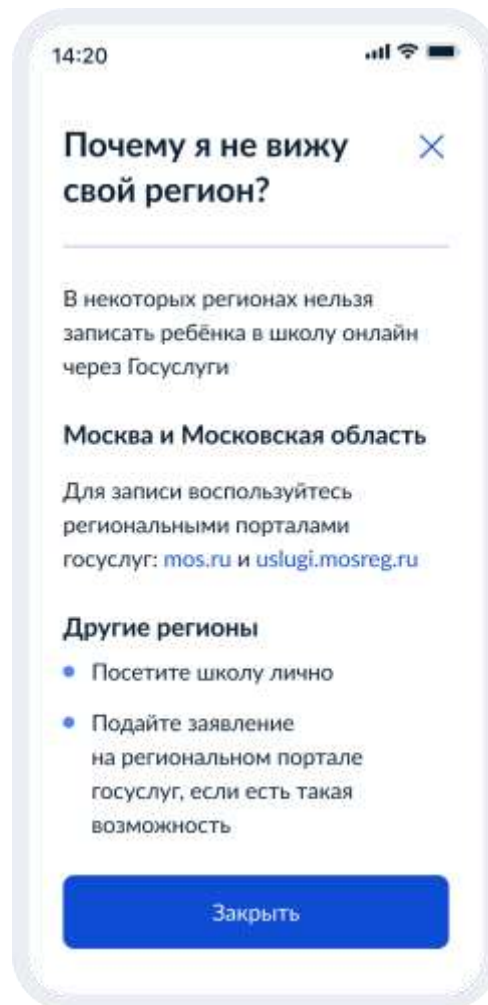 14:20
Почему я не вижу
свой регион?
В некоторых регионах нельзя
записать ребёнка в школу онлайн
через Госуслуги
Москва и Московская область
Для записи воспользуйтесь
региональными порталами
госуслуг: mos.ru и uslugi.mosreg.ru
Другие регионы
Посетите школу лично
Подайте заявление
на региональном портале
госуслуг, если есть такая
возможность
Закрыть